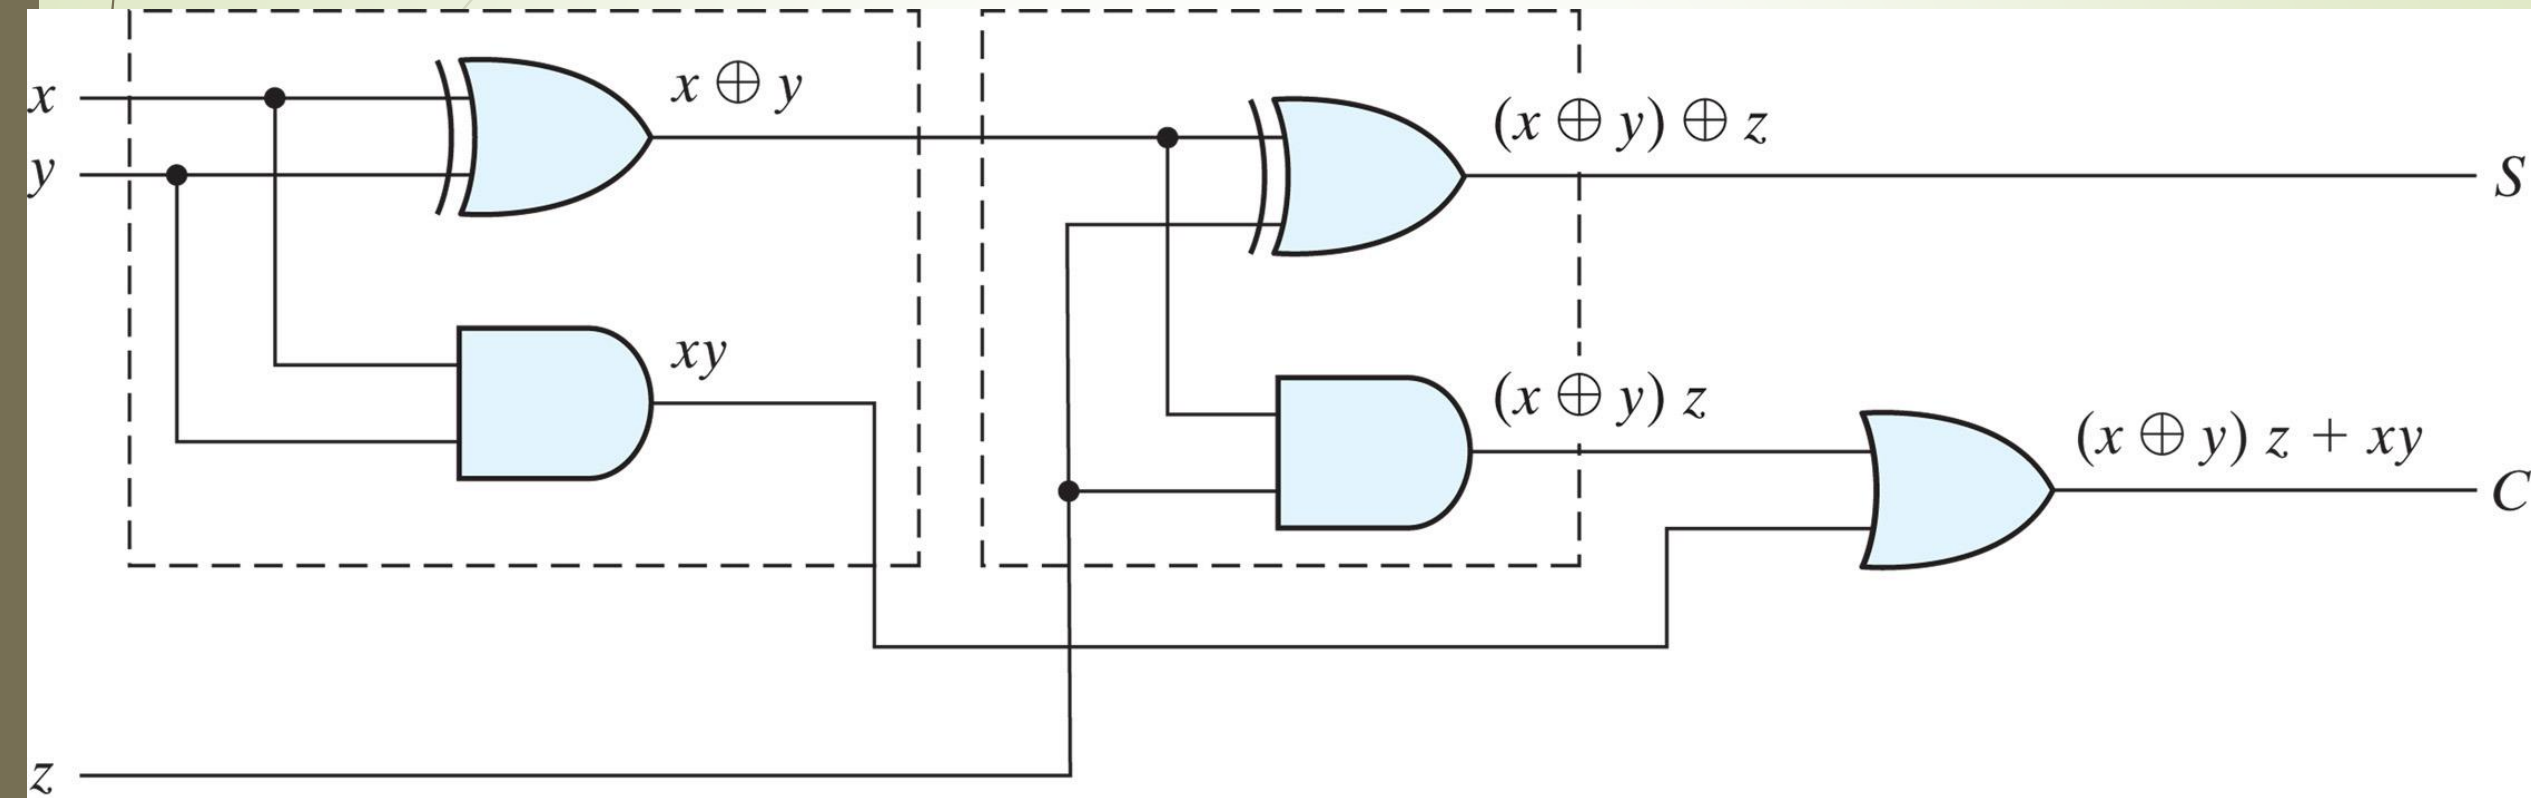 x
y
x ⊕ y
(x ⊕ y) ⊕ z
S
xy
(x ⊕ y) z
(x ⊕ y) z + xy
C
z